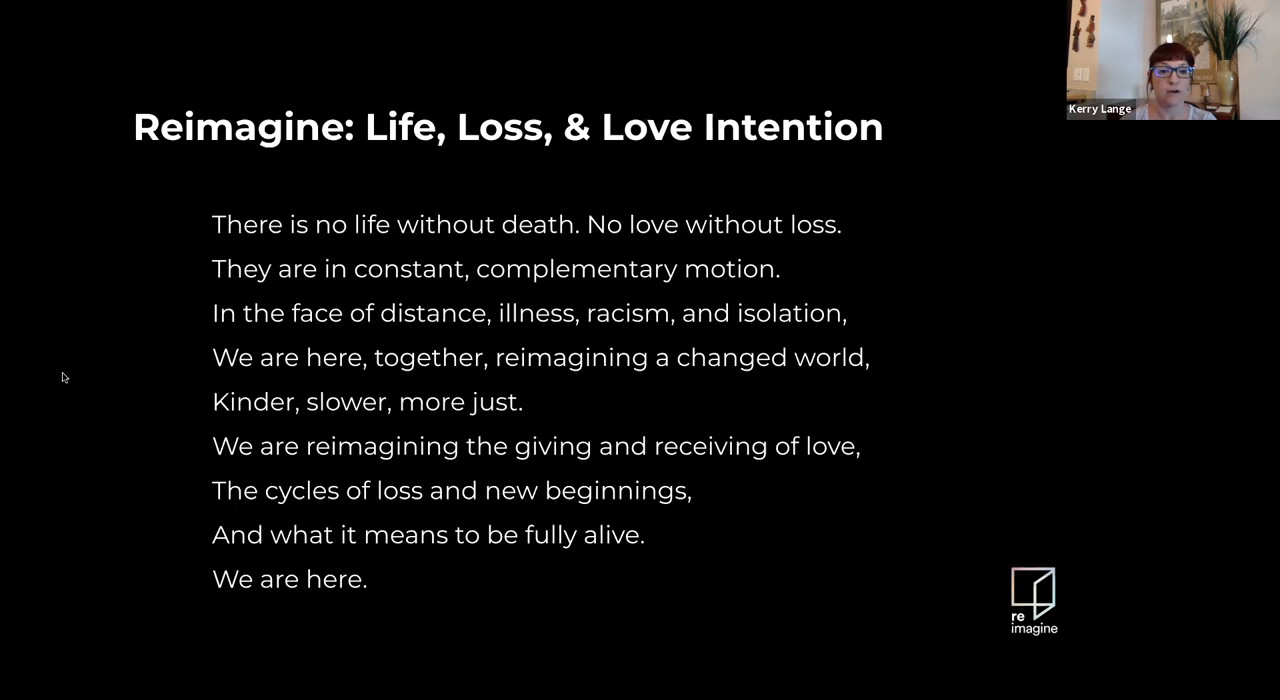 Kerry Lange
Reimagine: Life, Loss, & Love Intention
There is no life without death. No love without loss.
They are in constant, complementary motion.
In the face of distance, illness, racism, and isolation,
We are here, together, reimagining a changed world,
Kinder, slower, more just.
We are reimagining the giving and receiving of love,
The cycles of loss and new beginnings,
And what it means to be fully alive.
We are here.
re
imagine